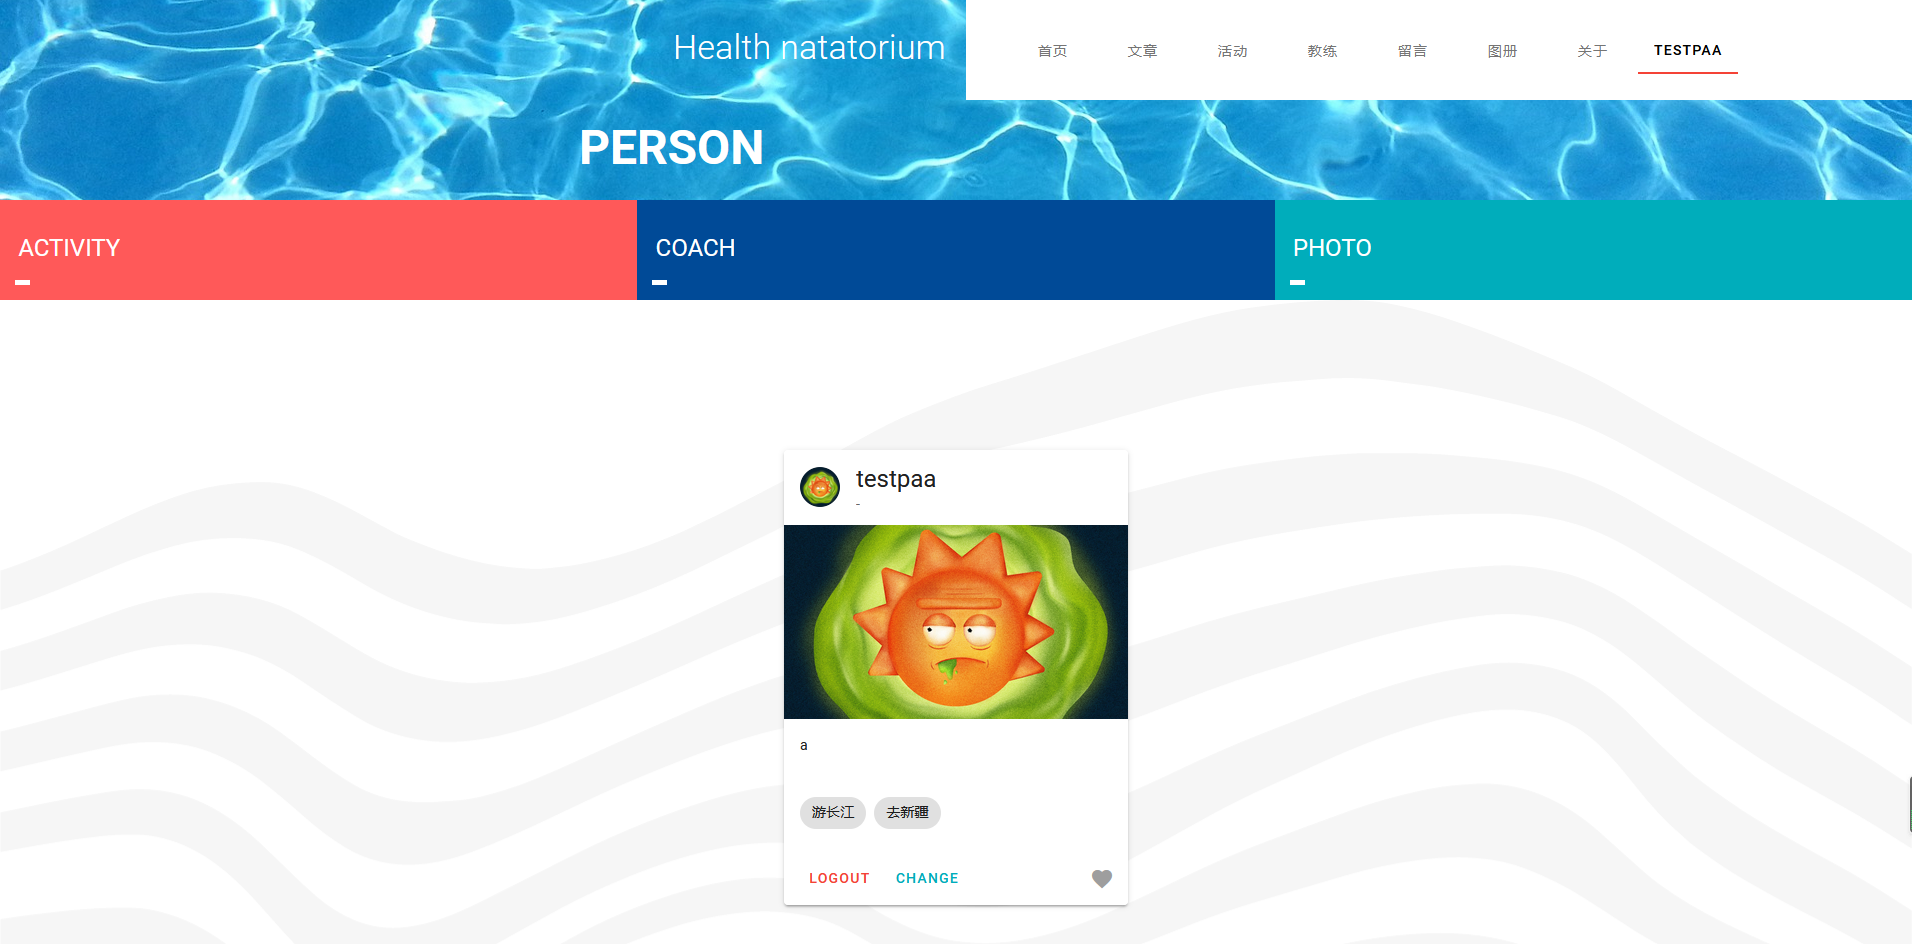 Health natatorium
首页 文章 活动 教练 留言 图册 关于 TESTPAA
PERSON
ACTIVITY
COACH
PHOTO
testpaa
-
a
游长江 去新疆
LOGOUT CHANGE